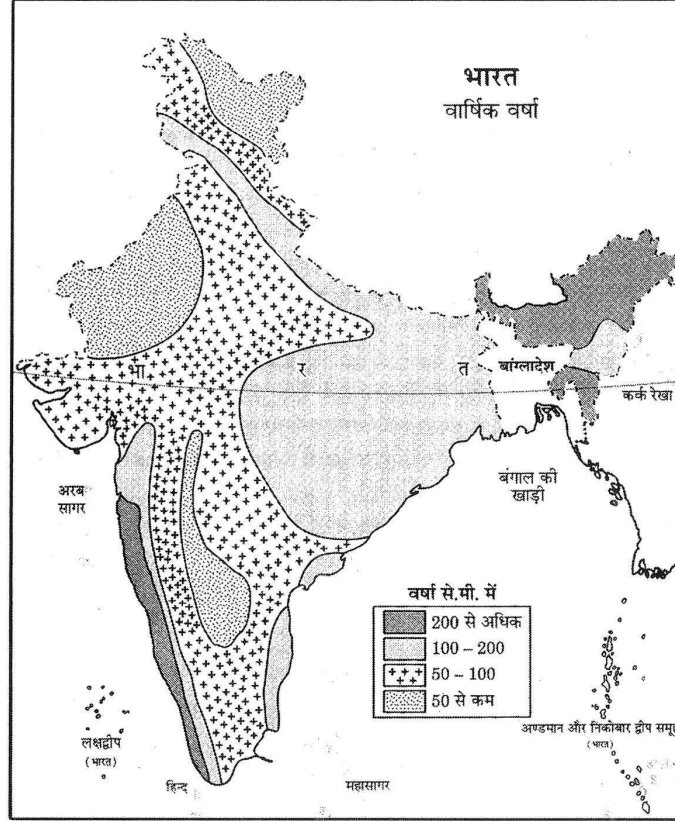 भारत
वार्षिक वर्षा
भा
र
त
बांग्लादेश
कर्क रेखा
अरब
सागर
बंगाल की
खाड़ी
वर्षा से.मी. में
200 से अधिक
100 – 200
50 – 100
50 से कम
लक्षद्वीप
(भारत)
अण्डमान और निकोबार द्वीप समूह
(भारत)
हिन्द
महासागर